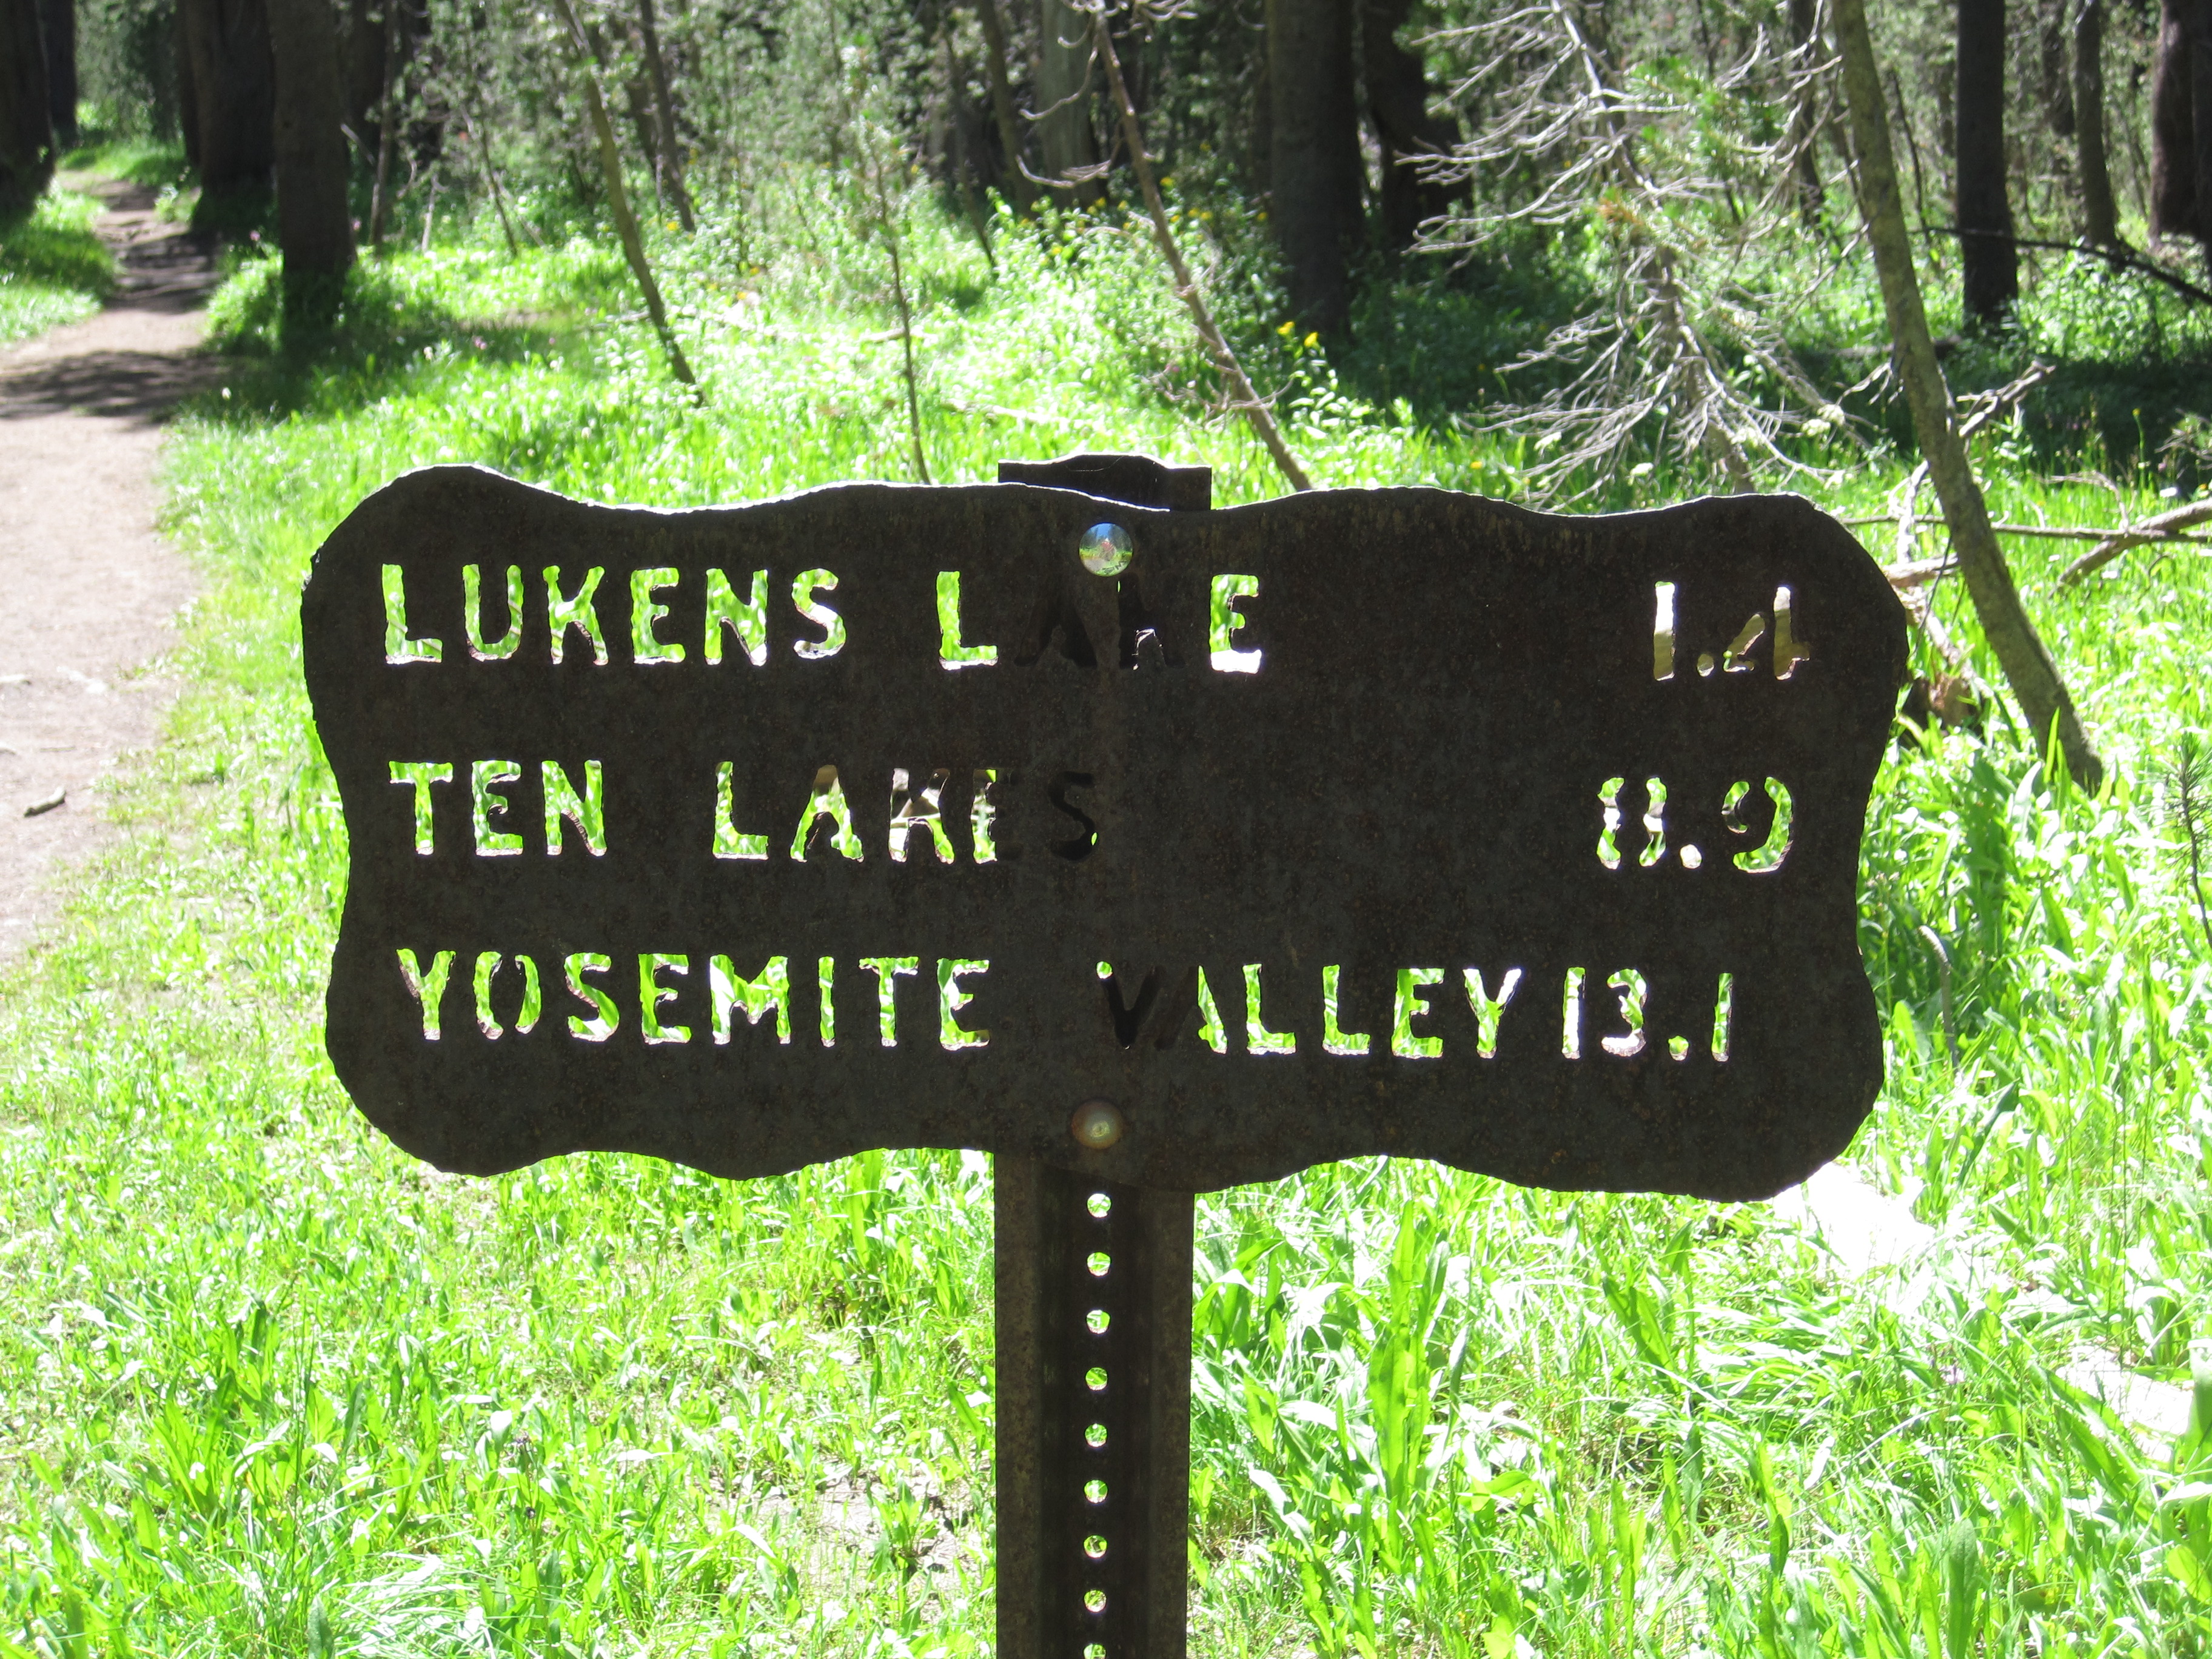 LUKENS LAKE 1.4
TEN LAKES 8.9
YOSEMITE VALLEY 13.1